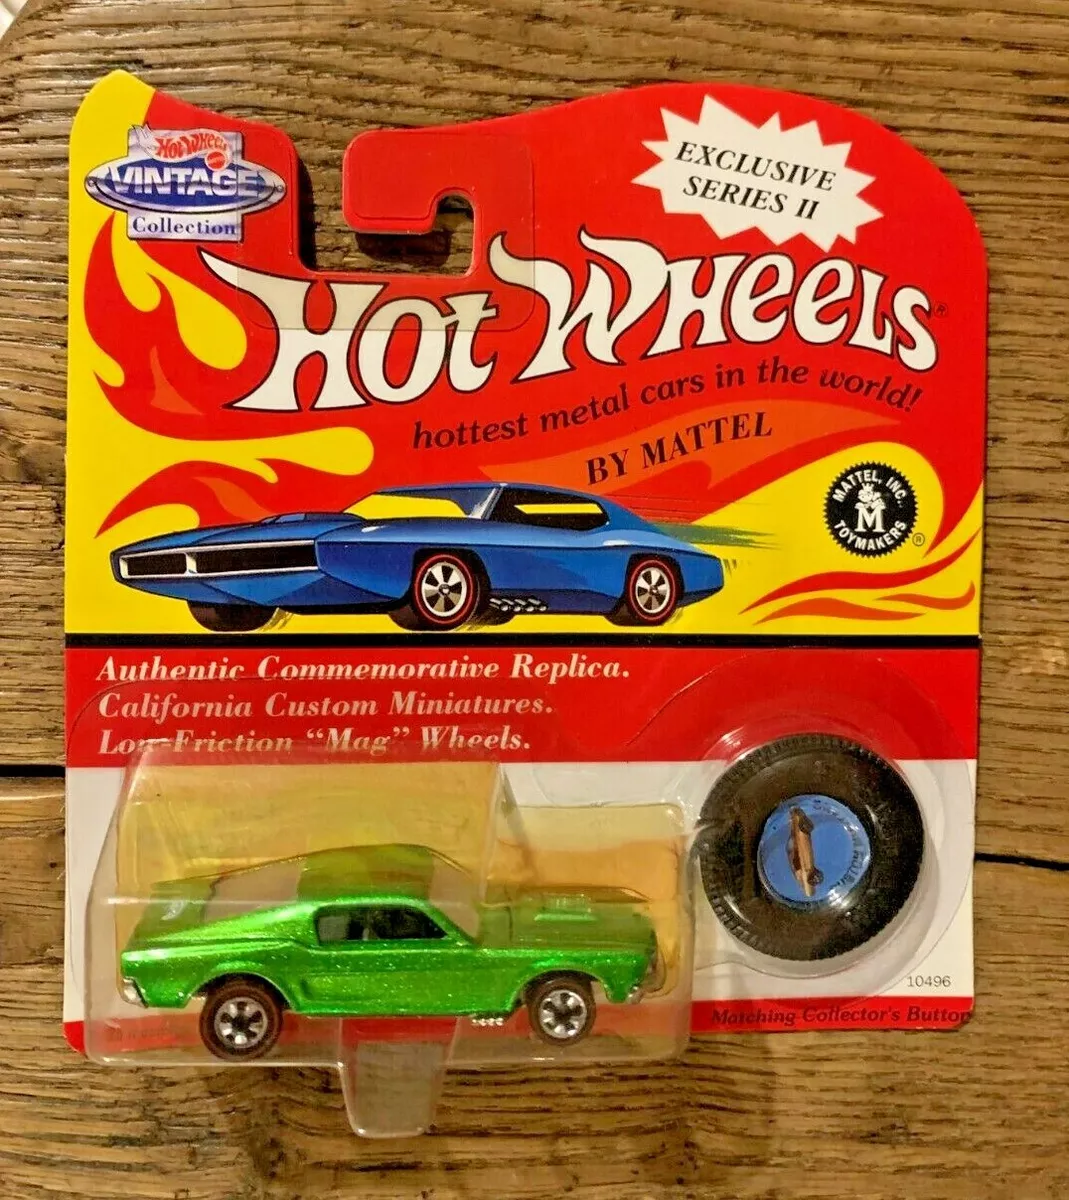 Hot Wheels
VINTAGE
Collection
EXCLUSIVE
SERIES II
Hot Wheels®
hottest metal cars in the world!
BY MATTEL
MATTEL, INC.
M
TOYMAKERS
®
Authentic Commemorative Replica.
California Custom Miniatures.
Low-Friction “Mag” Wheels.
10496
Matching Collector's Button